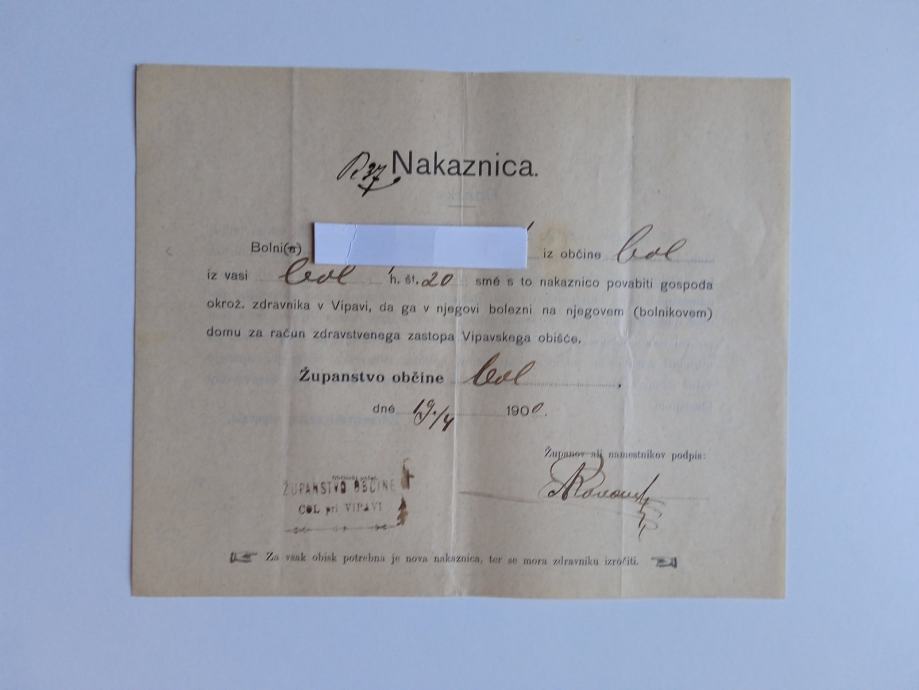 Nakaznica.
Bolni(a) iz občine Col
iz vasi Col h. št. 20 smé s to nakaznico povabiti gospoda
okrož. zdravnika v Vipavi, da ga v njegovi bolezni na njegovem (bolnikovem)
domu za račun zdravstvenega zastopa Vipavskega obišče.
Županstvo občine Col,
dné 19./4 1900.
Županov ali namestnikov podpis:
ŽUPANSTVO OBČINE
COL pri VIPAVI
Za vsak obisk potrebna je nova nakaznica, ter se mora zdravniku izročiti.